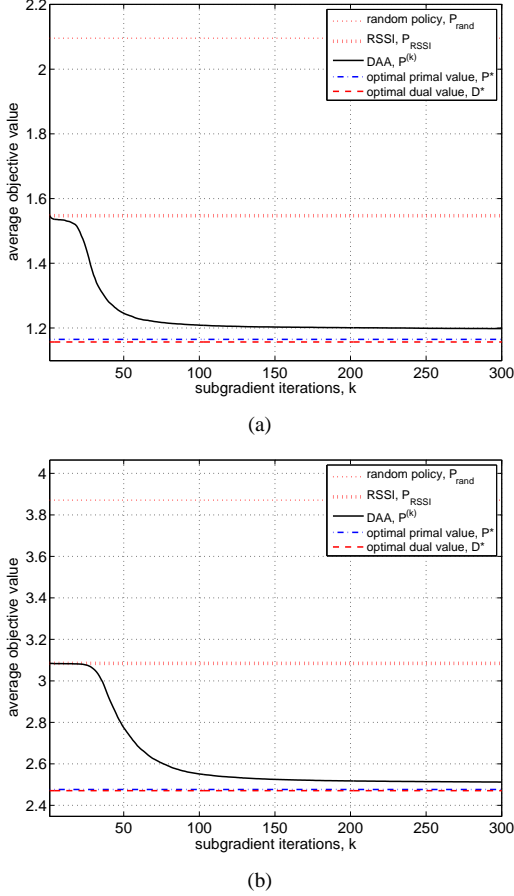 2.2
2
1.8
1.6
1.4
1.2
average objective value
random policy, P_rand
RSSI, P_RSSI
DAA, P^(k)
optimal primal value, P*
optimal dual value, D*
50 100 150 200 250 300
subgradient iterations, k
(a)
4
3.8
3.6
3.4
3.2
3
2.8
2.6
2.4
average objective value
random policy, P_rand
RSSI, P_RSSI
DAA, P^(k)
optimal primal value, P*
optimal dual value, D*
50 100 150 200 250 300
subgradient iterations, k
(b)